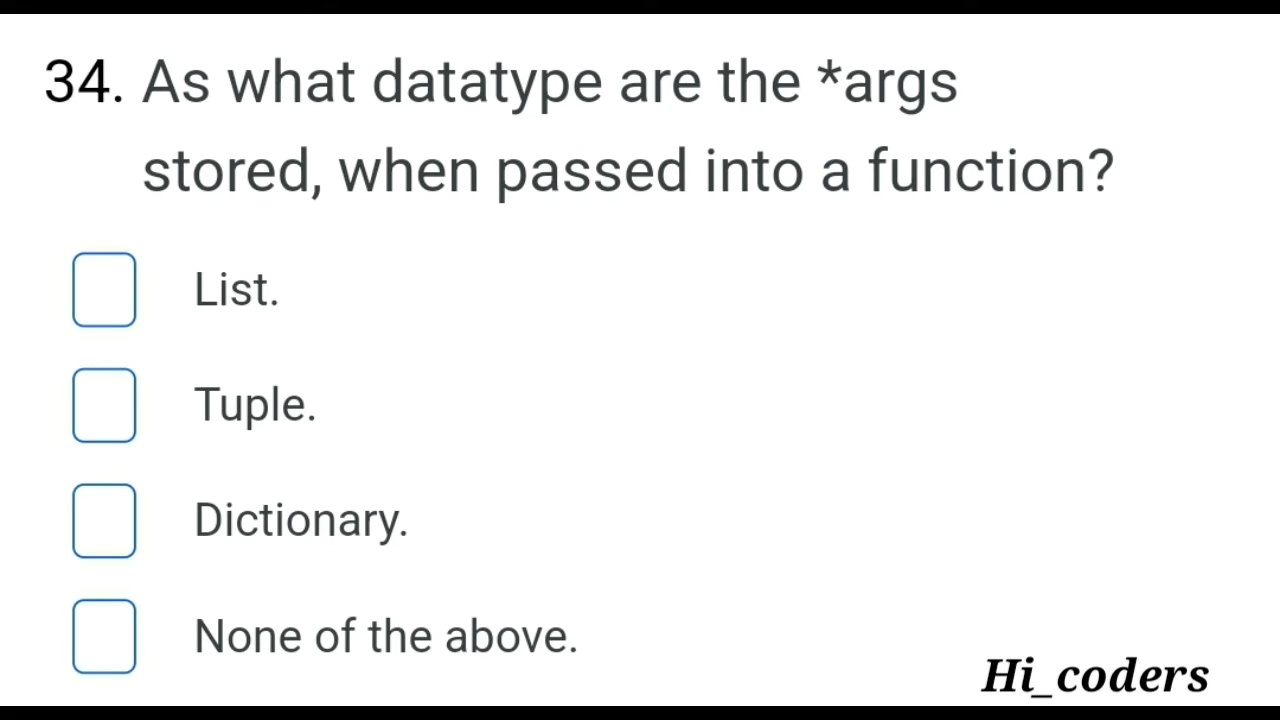 34. As what datatype are the *args
stored, when passed into a function?
List.
Tuple.
Dictionary.
None of the above.
Hi_coders